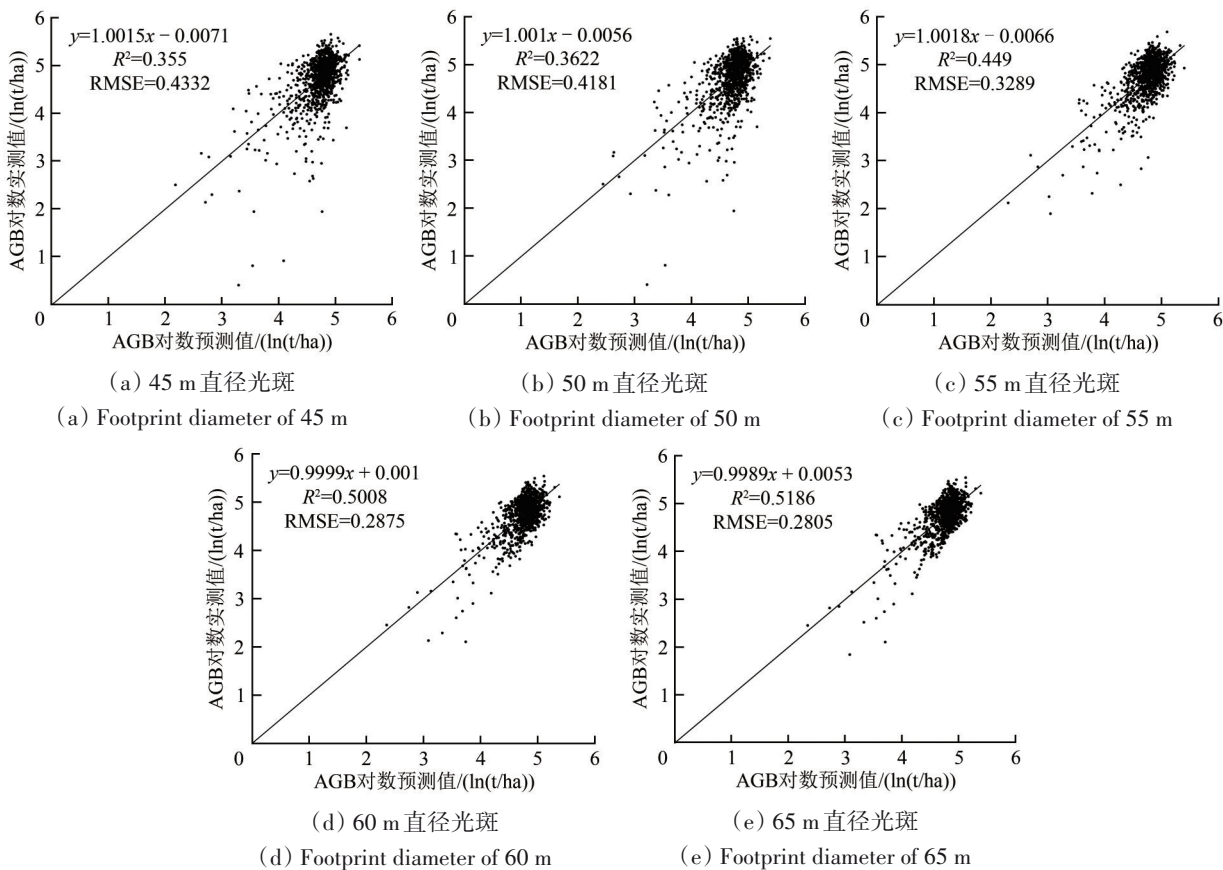 y=1.0015x − 0.0071
R²=0.355
RMSE=0.4332
AGB对数实测值/(ln(t/ha))
6
5
4
3
2
1
0
1
2
3
4
5
6
AGB对数预测值/(ln(t/ha))
(a) 45 m直径光斑
(a) Footprint diameter of 45 m
y=1.001x − 0.0056
R²=0.3622
RMSE=0.4181
AGB对数实测值/(ln(t/ha))
6
5
4
3
2
1
0
1
2
3
4
5
6
AGB对数预测值/(ln(t/ha))
(b) 50 m直径光斑
(b) Footprint diameter of 50 m
y=1.0018x − 0.0066
R²=0.449
RMSE=0.3289
AGB对数实测值/(ln(t/ha))
6
5
4
3
2
1
0
1
2
3
4
5
6
AGB对数预测值/(ln(t/ha))
(c) 55 m直径光斑
(c) Footprint diameter of 55 m
y=0.9999x + 0.001
R²=0.5008
RMSE=0.2875
AGB对数实测值/(ln(t/ha))
6
5
4
3
2
1
0
1
2
3
4
5
6
AGB对数预测值/(ln(t/ha))
(d) 60 m直径光斑
(d) Footprint diameter of 60 m
y=0.9989x + 0.0053
R²=0.5186
RMSE=0.2805
AGB对数实测值/(ln(t/ha))
6
5
4
3
2
1
0
1
2
3
4
5
6
AGB对数预测值/(ln(t/ha))
(e) 65 m直径光斑
(e) Footprint diameter of 65 m